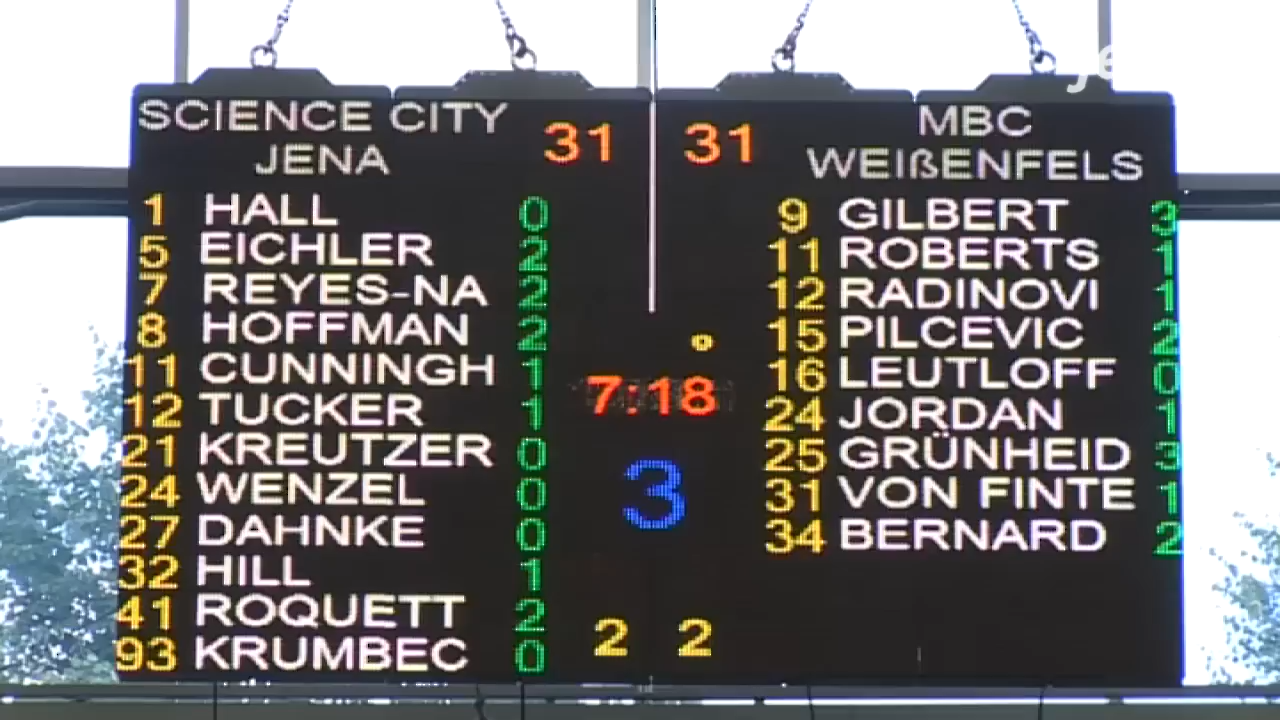 SCIENCE CITY
JENA
31
31
MBC
WEIßENFELS
1 HALL 0
5 EICHLER 2
7 REYES-NA 2
8 HOFFMAN 2
11 CUNNINGH 1
12 TUCKER 1
21 KREUTZER 0
24 WENZEL 0
27 DAHNKE 0
32 HILL 1
41 ROQUETT 2
93 KRUMBEC 0
7:18
3
2 2
9 GILBERT 3
11 ROBERTS 1
12 RADINOVI 1
15 PILCEVIC 2
16 LEUTLOFF 0
24 JORDAN 1
25 GRÜNHEID 3
31 VON FINTE 1
34 BERNARD 2